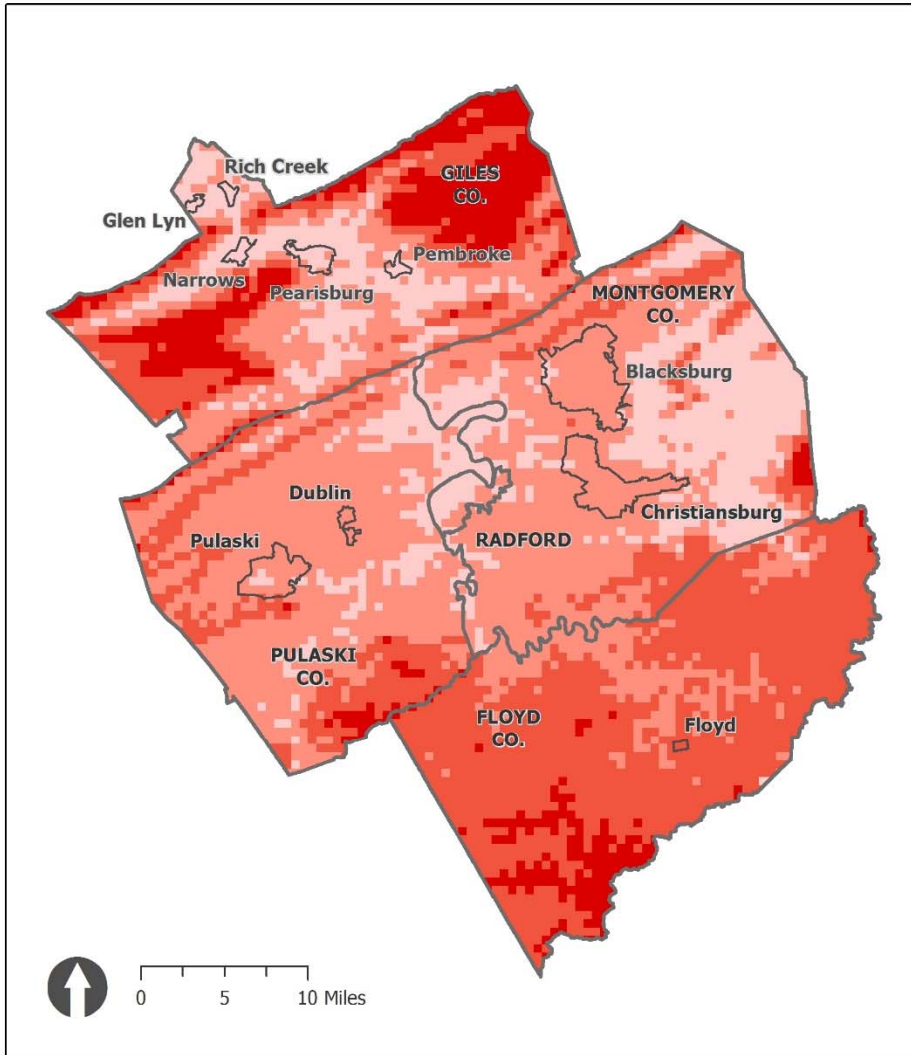 Rich Creek
GILES
CO.
Glen Lyn
Narrows
Pearisburg
Pembroke
MONTGOMERY
CO.
Blacksburg
Dublin
Christiansburg
Pulaski
RADFORD
PULASKI
CO.
FLOYD
CO.
Floyd
0 5 10 Miles